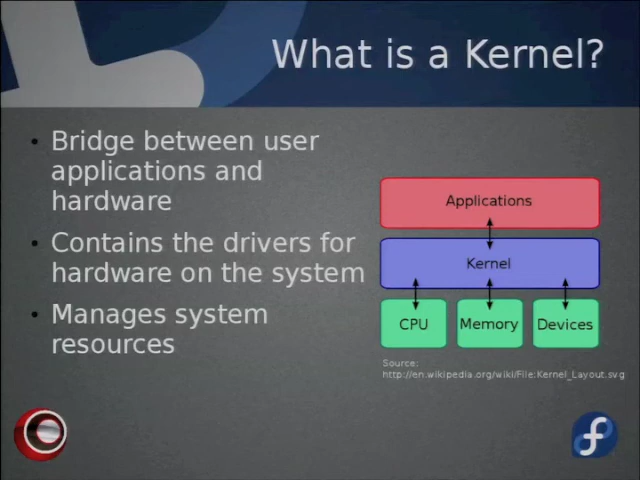 What is a Kernel?
• Bridge between user
applications and
hardware
• Contains the drivers for
hardware on the system
• Manages system
resources
Applications
Kernel
CPU
Memory
Devices
Source:
http://en.wikipedia.org/wiki/File:Kernel_Layout.svg